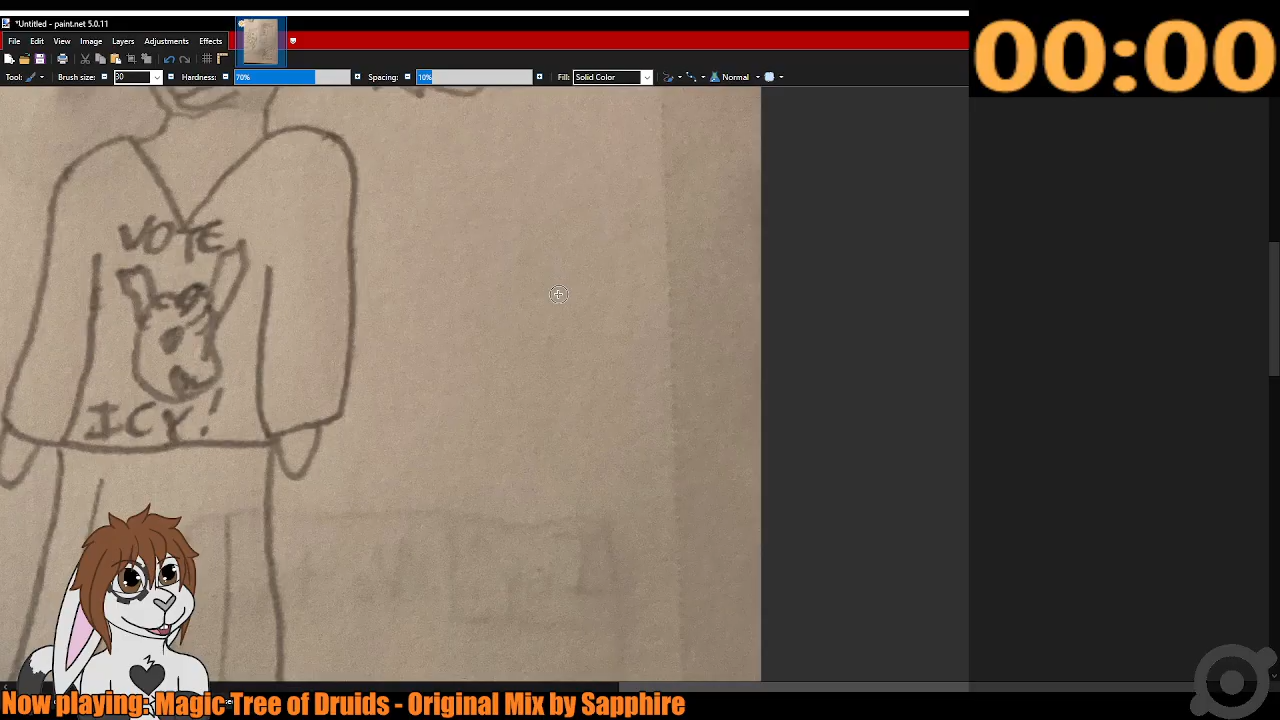 *Untitled - paint.net 5.0.11
File Edit View Image Layers Adjustments Effects
00:00
Tool: Brush size: 30 Hardness: 70% Spacing: 10% Fill: Solid Color Normal
VOTE
ICY!
Now playing: Magic Tree of Druids - Original Mix by Sapphire